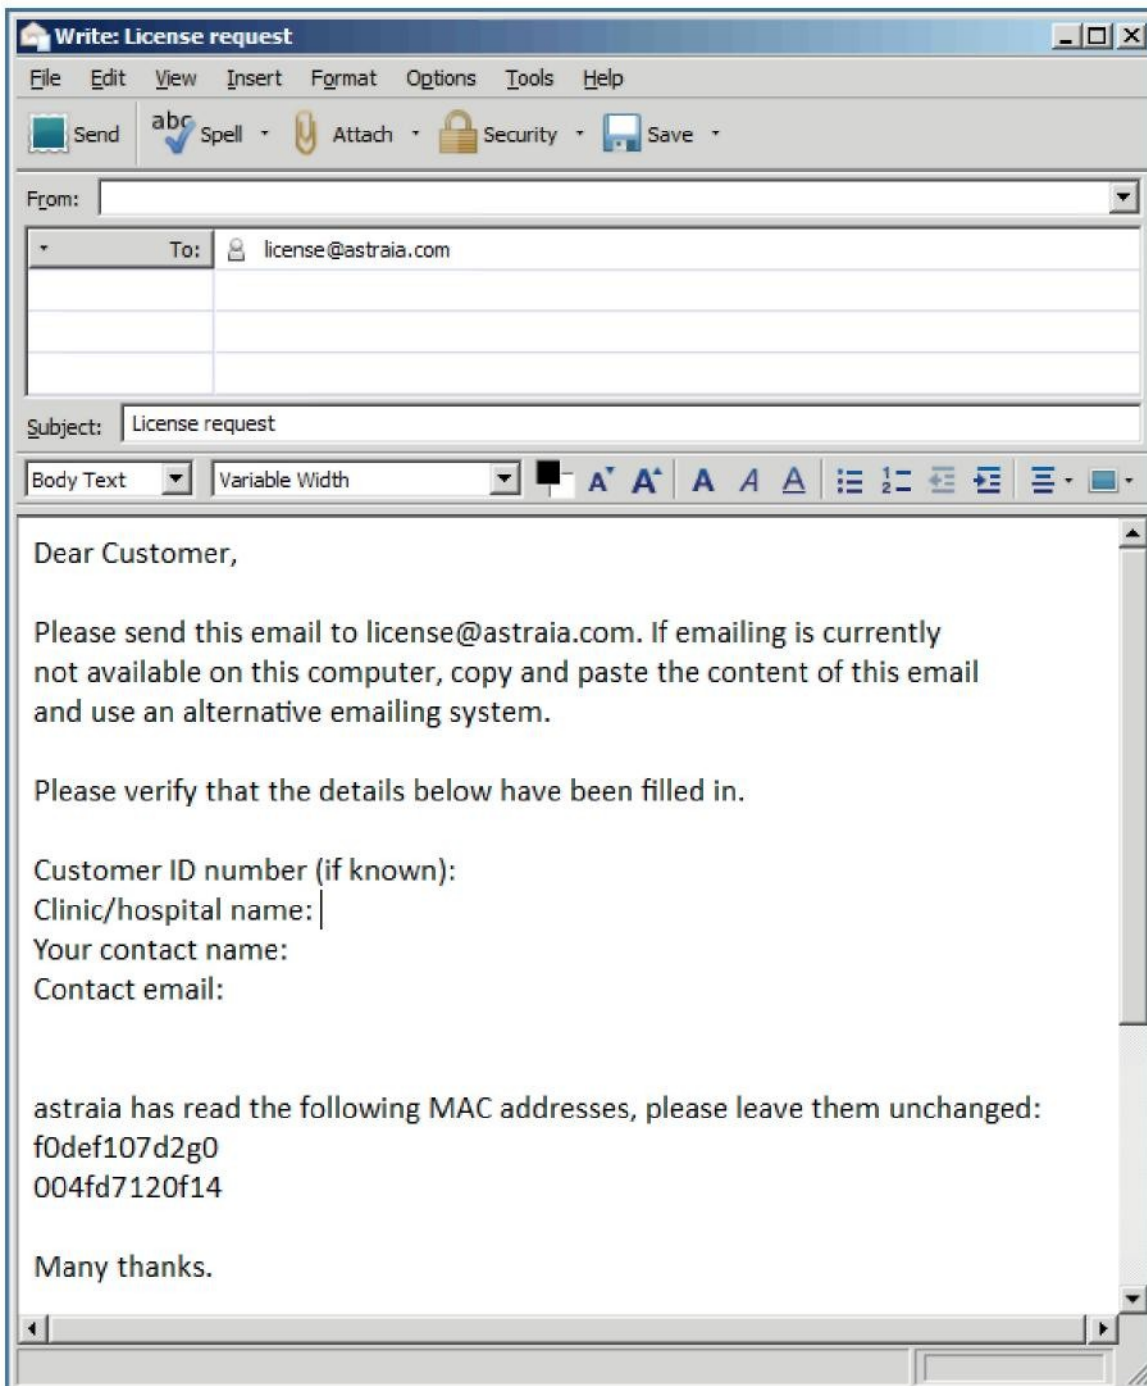 Write: License request
File Edit View Insert Format Options Tools Help
Send abc Spell Attach Security Save
From:
To: license@astraia.com
Subject: License request
Body Text Variable Width A A A A A 1 2
Dear Customer,
Please send this email to license@astraia.com. If emailing is currently
not available on this computer, copy and paste the content of this email
and use an alternative emailing system.
Please verify that the details below have been filled in.
Customer ID number (if known):
Clinic/hospital name:
Your contact name:
Contact email:
astraia has read the following MAC addresses, please leave them unchanged:
f0def107d2g0
004fd7120f14
Many thanks.